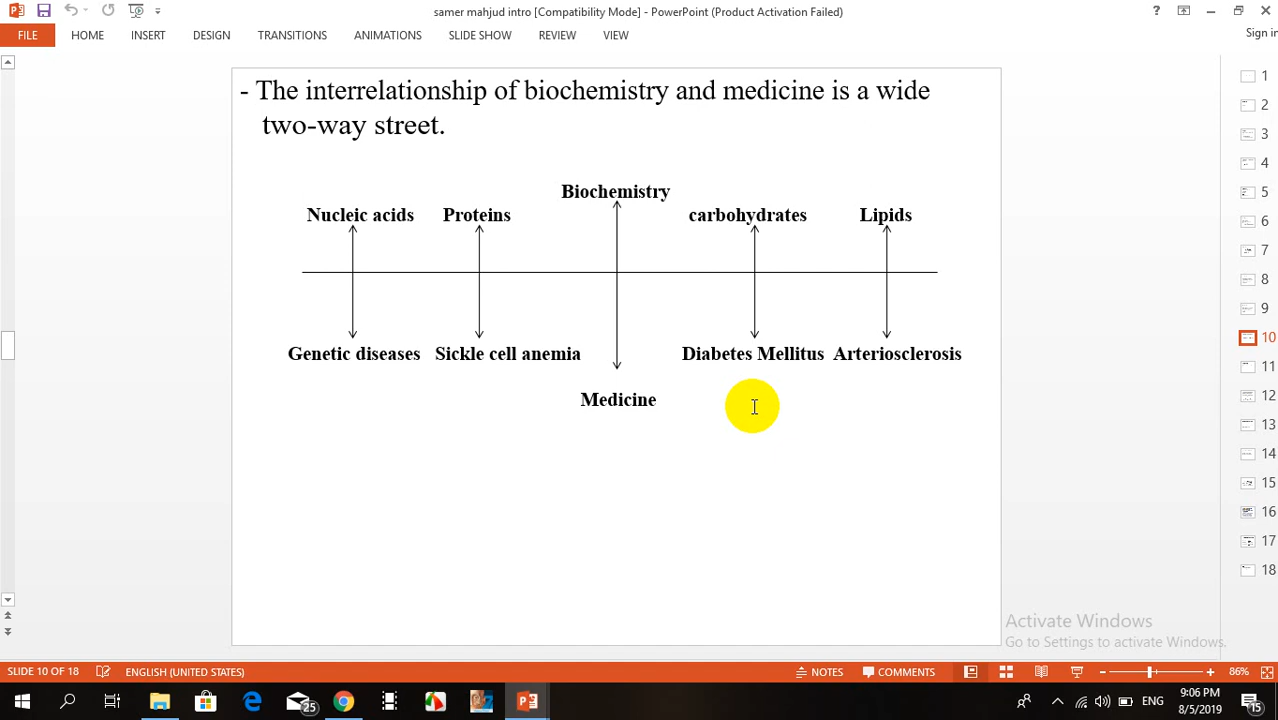 samer mahjud intro [Compatibility Mode] - PowerPoint (Product Activation Failed)
?
FILE HOME INSERT DESIGN TRANSITIONS ANIMATIONS SLIDE SHOW REVIEW VIEW
Sign in
- The interrelationship of biochemistry and medicine is a wide
two-way street.
Biochemistry
Nucleic acids Proteins carbohydrates Lipids
Genetic diseases Sickle cell anemia Diabetes Mellitus Arteriosclerosis
Medicine
1
2
3
4
5
6
7
8
9
10
11
12
13
14
15
16
17
18
Activate Windows
Go to Settings to activate Windows.
SLIDE 10 OF 18 ENGLISH (UNITED STATES) NOTES COMMENTS 86%
25
ENG
9:06 PM
8/5/2019
15